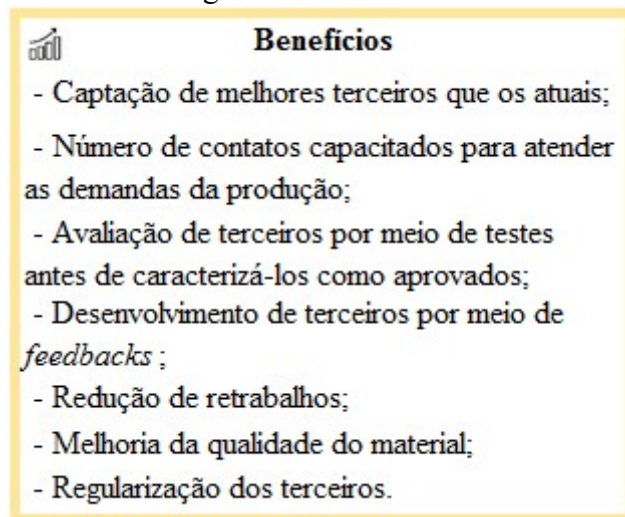 Benefícios
- Captação de melhores terceiros que os atuais;
- Número de contatos capacitados para atender
as demandas da produção;
- Avaliação de terceiros por meio de testes
antes de caracterizá-los como aprovados;
- Desenvolvimento de terceiros por meio de
feedbacks ;
- Redução de retrabalhos;
- Melhoria da qualidade do material;
- Regularização dos terceiros.